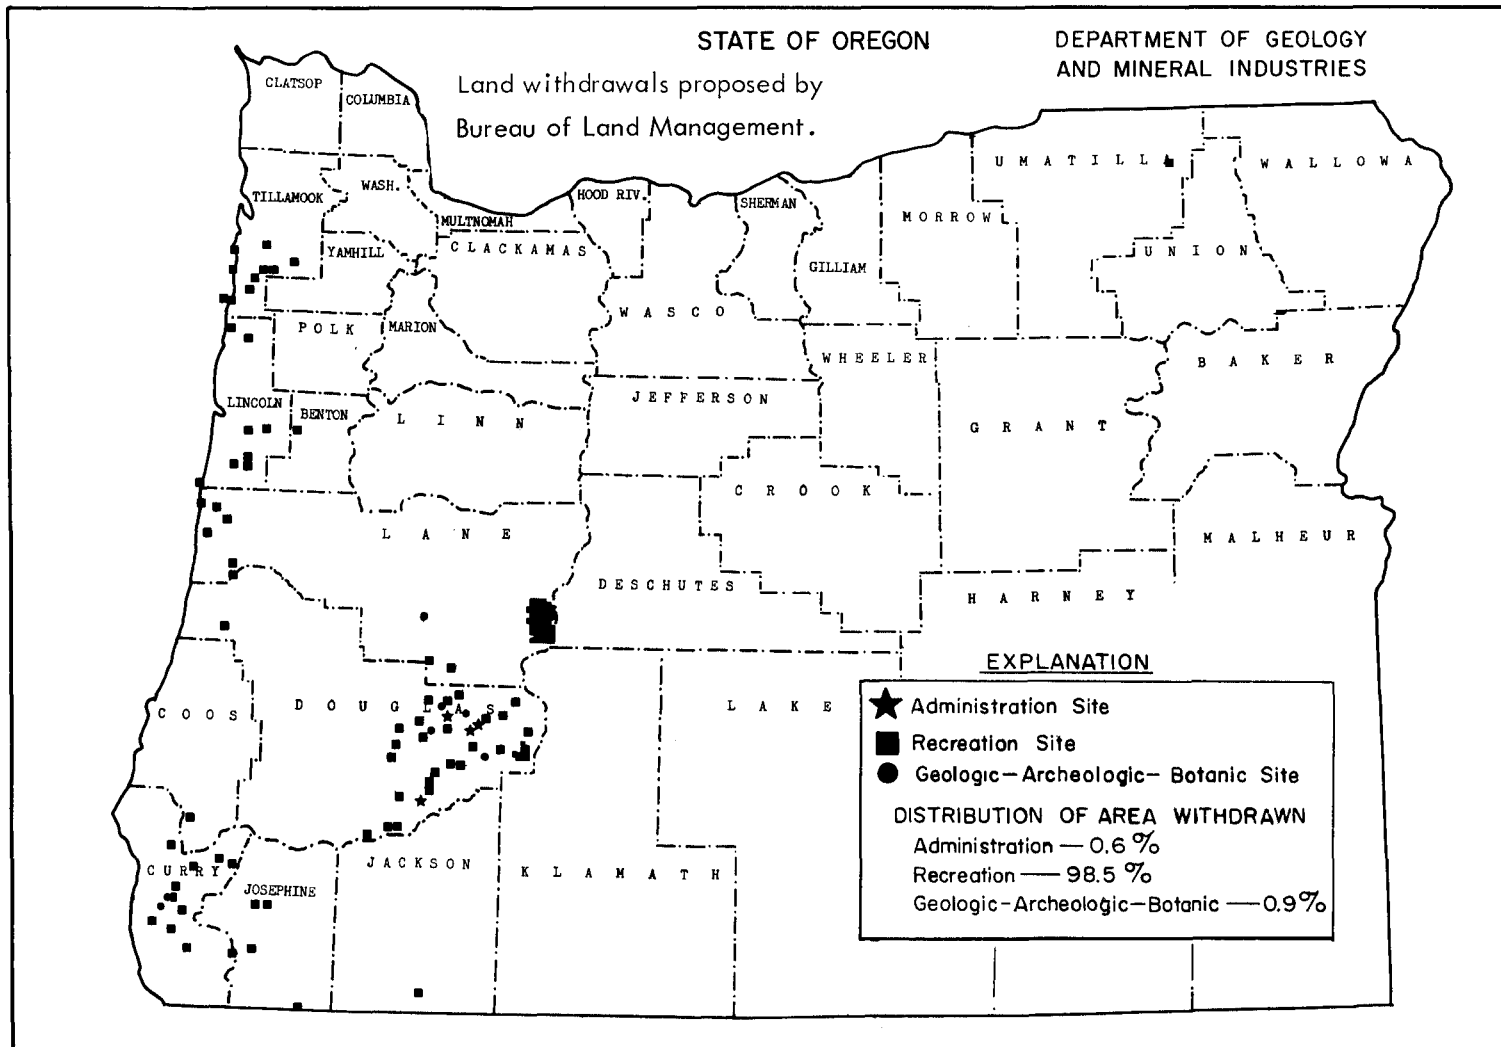 STATE OF OREGON
DEPARTMENT OF GEOLOGY
AND MINERAL INDUSTRIES
Land withdrawals proposed by
Bureau of Land Management.
CLATSOP
COLUMBIA
TILLAMOOK
WASH.
HOOD RIV.
MULTNOMAH
SHERMAN
UMATILLA
WALLOWA
MORROW
YAMHILL
CLACKAMAS
GILLIAM
UNION
WASCO
POLK
MARION
WHEELER
BAKER
LINCOLN
BENTON
LINN
JEFFERSON
GRANT
CROOK
LANE
MALHEUR
DESCHUTES
HARNEY
COOS
DOUGLAS
LAKE
CURRY
JOSEPHINE
JACKSON
KLAMATH
EXPLANATION
Administration Site
Recreation Site
Geologic-Archeologic-Botanic Site
DISTRIBUTION OF AREA WITHDRAWN
Administration — 0.6 %
Recreation — 98.5 %
Geologic-Archeologic-Botanic — 0.9%